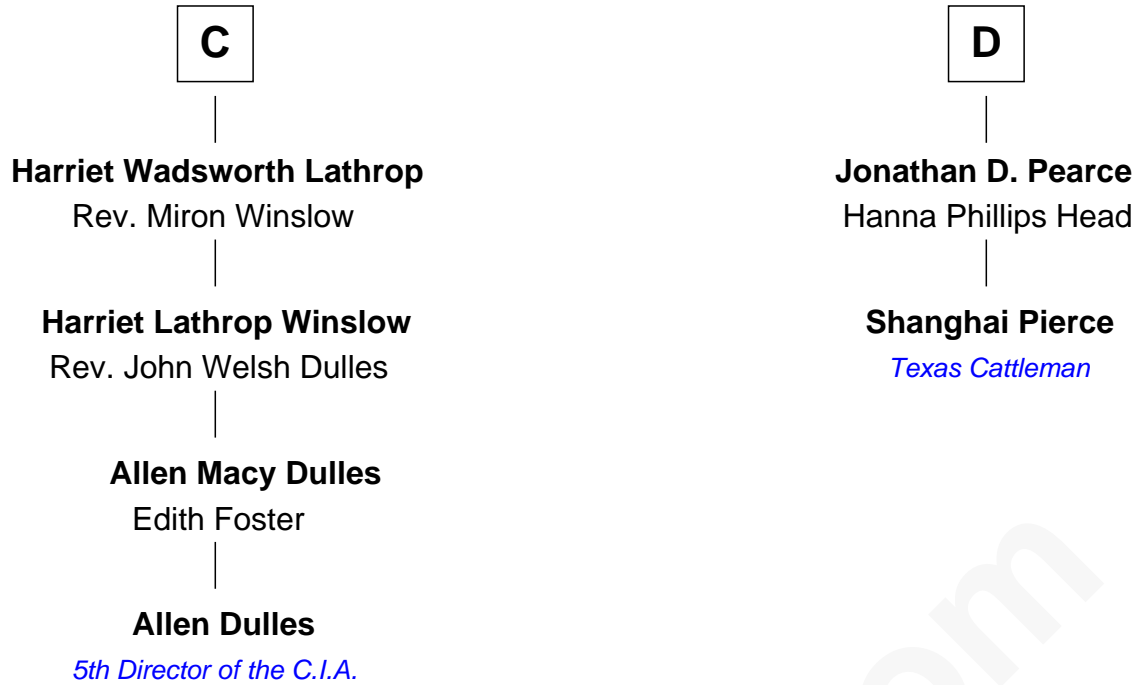 C
Harriet Wadsworth Lathrop
Rev. Miron Winslow
Harriet Lathrop Winslow
Rev. John Welsh Dulles
Allen Macy Dulles
Edith Foster
Allen Dulles
5th Director of the C.I.A.
D
Jonathan D. Pearce
Hanna Phillips Head
Shanghai Pierce
Texas Cattleman
om